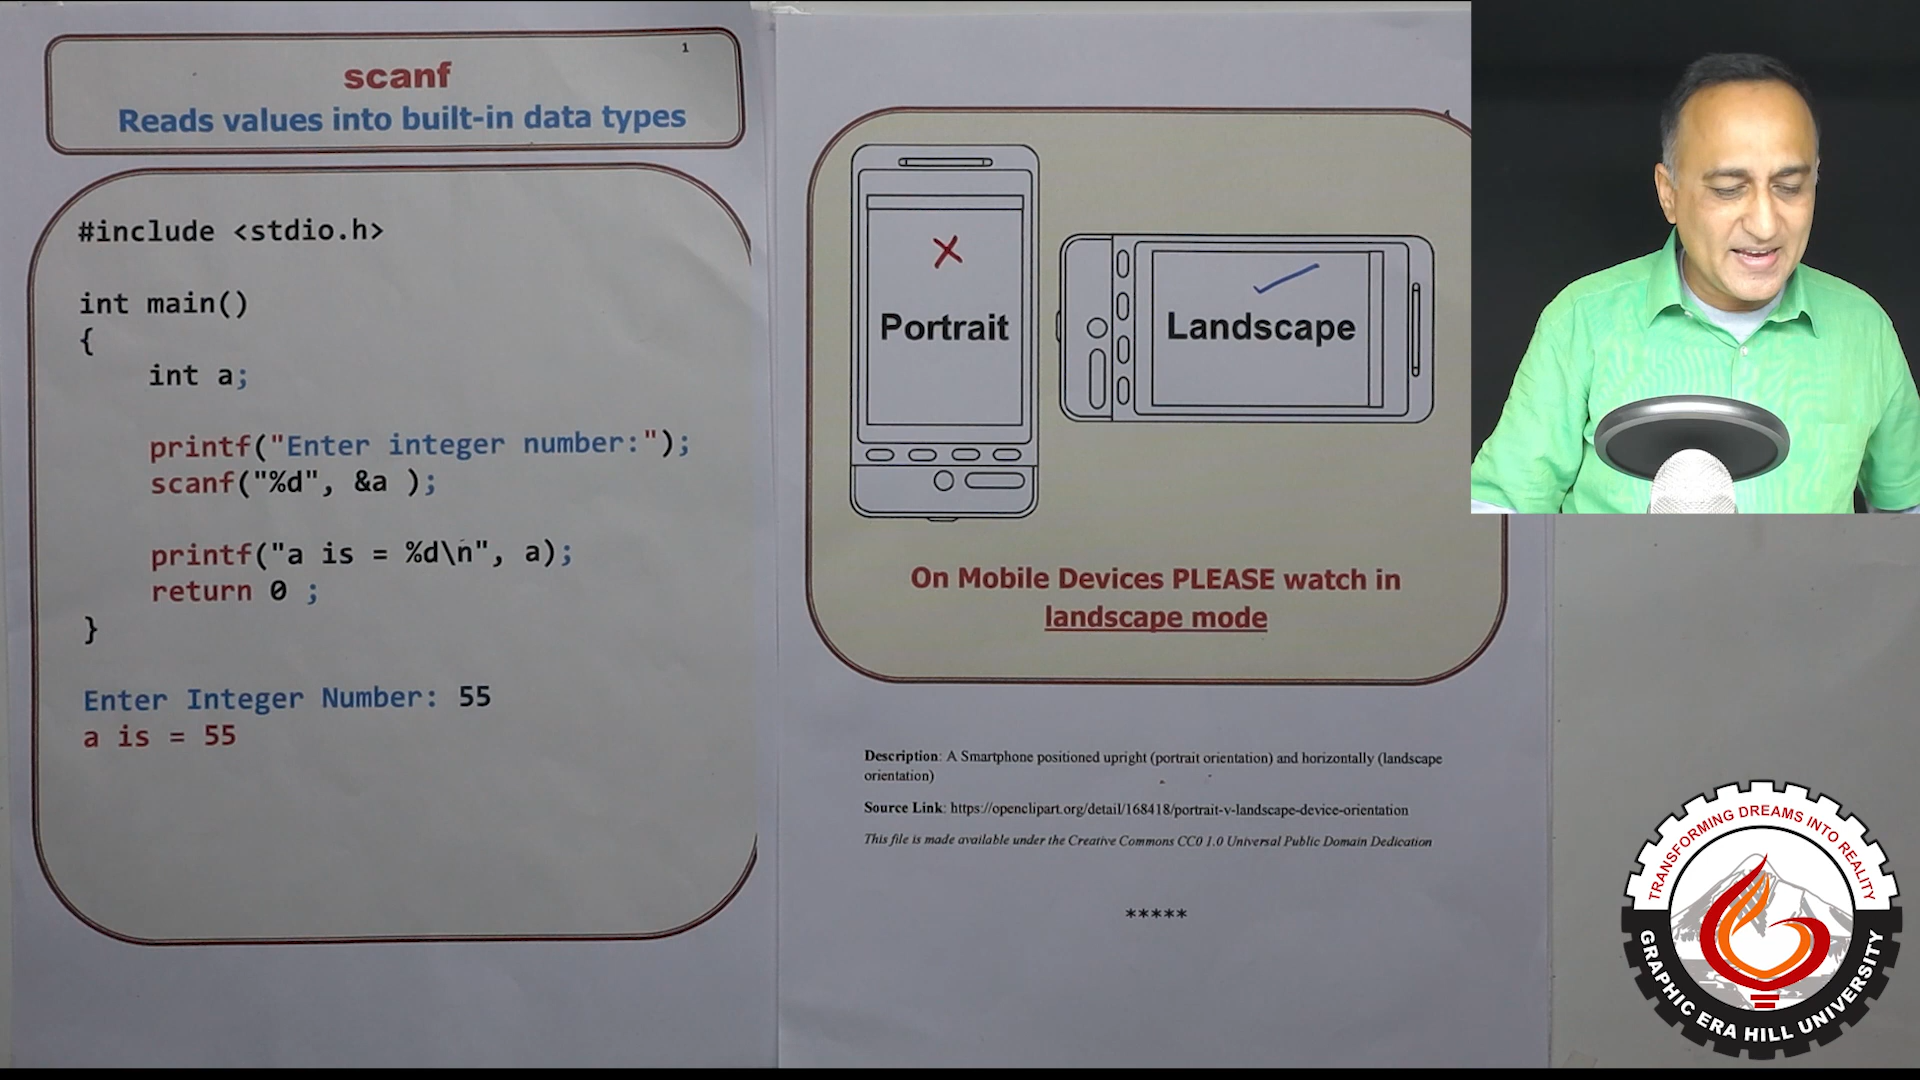 1
scanf
Reads values into built-in data types
#include <stdio.h>
int main()
{
int a;
printf("Enter integer number:");
scanf("%d", &a );
printf("a is = %d\n", a);
return 0 ;
}
Enter Integer Number: 55
a is = 55
Portrait
Landscape
On Mobile Devices PLEASE watch in
landscape mode
Description: A Smartphone positioned upright (portrait orientation) and horizontally (landscape
orientation)
Source Link: https://openclipart.org/detail/168418/portrait-v-landscape-device-orientation
This file is made available under the Creative Commons CC0 1.0 Universal Public Domain Dedication
*****
TRANSFORMING DREAMS INTO REALITY
GRAPHIC ERA HILL UNIVERSITY